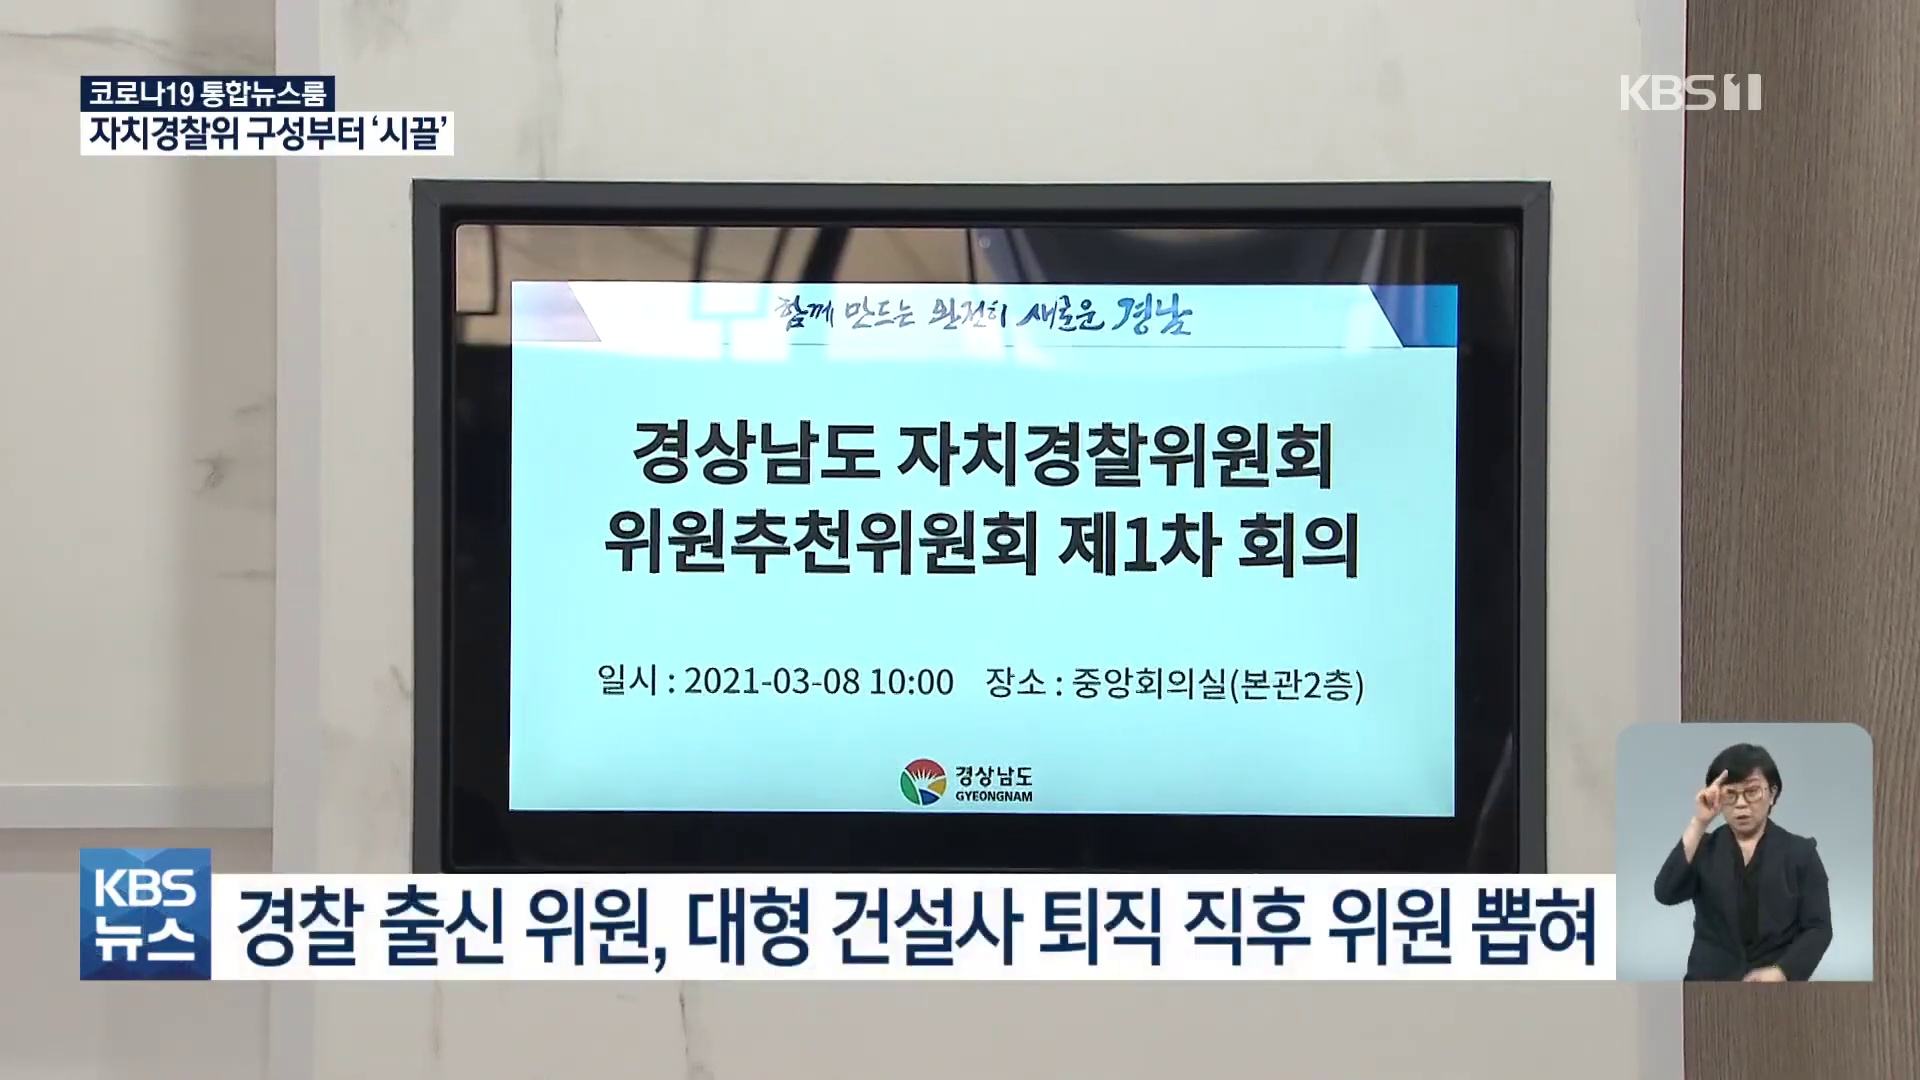 코로나19 통합뉴스룸
자치경찰위 구성부터 ‘시끌’
KBS 1
함께 만드는 완전히 새로운 경남
경상남도 자치경찰위원회
위원추천위원회 제1차 회의
일시 : 2021-03-08 10:00 장소 : 중앙회의실(본관2층)
경상남도
GYEONGNAM
KBS
뉴스
경찰 출신 위원, 대형 건설사 퇴직 직후 위원 뽑혀